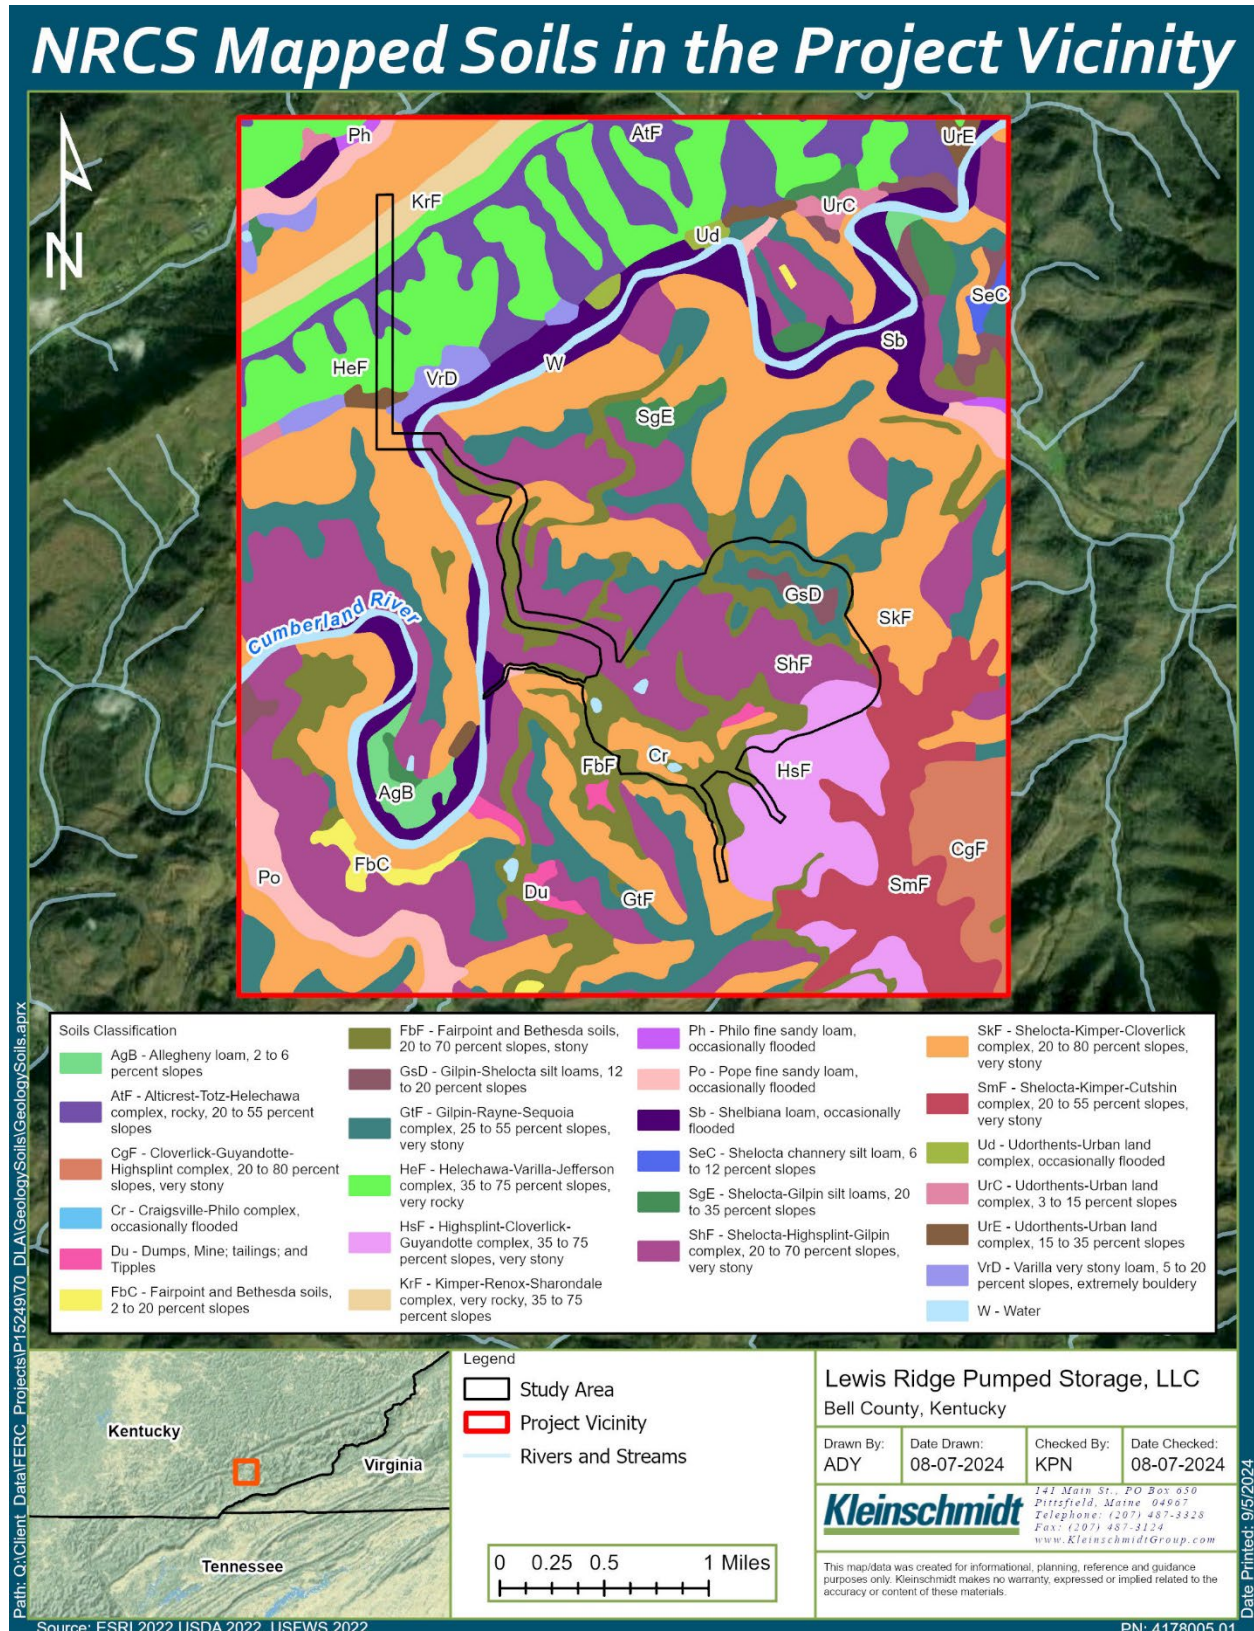 NRCS Mapped Soils in the Project Vicinity
N
Ph
AtF
UrE
KrF
UrC
Ud
SeC
Sb
W
HeF
VrD
SgE
GsD
SkF
Cumberland River
ShF
Cr
FbF
HsF
AgB
CgF
FbC
Po
SmF
Du
GtF
Soils Classification
AgB - Allegheny loam, 2 to 6
percent slopes
AtF - Alticrest-Totz-Helechawa
complex, rocky, 20 to 55 percent
slopes
CgF - Cloverlick-Guyandotte-
Highsplint complex, 20 to 80 percent
slopes, very stony
Cr - Craigsville-Philo complex,
occasionally flooded
Du - Dumps, Mine; tailings; and
Tipples
FbC - Fairpoint and Bethesda soils,
2 to 20 percent slopes
FbF - Fairpoint and Bethesda soils,
20 to 70 percent slopes, stony
GsD - Gilpin-Shelocta silt loams, 12
to 20 percent slopes
GtF - Gilpin-Rayne-Sequoia
complex, 25 to 55 percent slopes,
very stony
HeF - Helechawa-Varilla-Jefferson
complex, 35 to 75 percent slopes,
very rocky
HsF - Highsplint-Cloverlick-
Guyandotte complex, 35 to 75
percent slopes, very stony
KrF - Kimper-Renox-Sharondale
complex, very rocky, 35 to 75
percent slopes
Ph - Philo fine sandy loam,
occasionally flooded
Po - Pope fine sandy loam,
occasionally flooded
Sb - Shelbiana loam, occasionally
flooded
SeC - Shelocta channery silt loam, 6
to 12 percent slopes
SgE - Shelocta-Gilpin silt loams, 20
to 35 percent slopes
ShF - Shelocta-Highsplint-Gilpin
complex, 20 to 70 percent slopes,
very stony
SkF - Shelocta-Kimper-Cloverlick
complex, 20 to 80 percent slopes,
very stony
SmF - Shelocta-Kimper-Cutshin
complex, 20 to 55 percent slopes,
very stony
Ud - Udorthents-Urban land
complex, occasionally flooded
UrC - Udorthents-Urban land
complex, 3 to 15 percent slopes
UrE - Udorthents-Urban land
complex, 15 to 35 percent slopes
VrD - Varilla very stony loam, 5 to 20
percent slopes, extremely bouldery
W - Water
Kentucky
Virginia
Tennessee
Legend
Study Area
Project Vicinity
Rivers and Streams
0 0.25 0.5 1 Miles
Lewis Ridge Pumped Storage, LLC
Bell County, Kentucky
Drawn By:
ADY
Date Drawn:
08-07-2024
Checked By:
KPN
Date Checked:
08-07-2024
Kleinschmidt
141 Main St., PO Box 650
Pittsfield, Maine 04967
Telephone: (207) 487-3328
Fax: (207) 487-3124
www.KleinschmidtGroup.com
This map/data was created for informational, planning, reference and guidance
purposes only. Kleinschmidt makes no warranty, expressed or implied related to the
accuracy or content of these materials.
Path: Q:\Client_Data\FERC_Projects\P15249\70_DLA\GeologySoils\GeologySoils.aprx
Date Printed: 9/5/2024
Source: ESRI 2022 USDA 2022, USFWS 2022
PN: 4178005.01